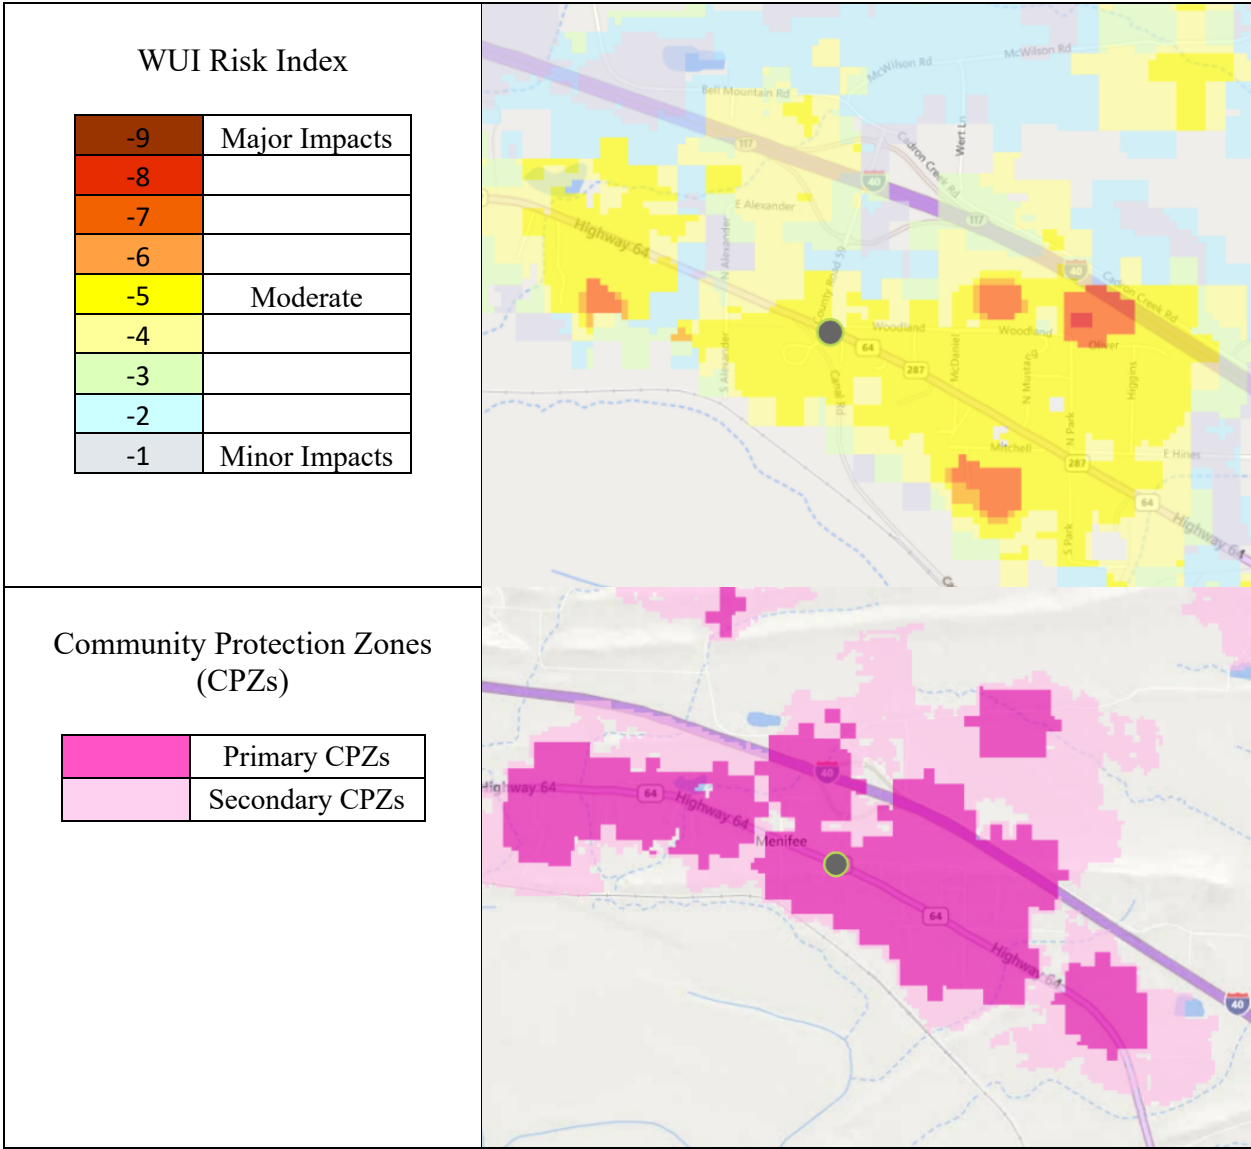 WUI Risk Index
-9 Major Impacts
-8
-7
-6
-5 Moderate
-4
-3
-2
-1 Minor Impacts
McWilson Rd
McWilson Rd
Bell Mountain Rd
Wert Ln
Cadron Creek Rd
117
40
E Alexander
117
N Alexander
County Road 59
Highway 64
40
Cadron Creek Rd
Woodland
Woodland
64
Oliver
S Alexander
287
McDaniel
Canal Rd
Higgins
N Park
Mitchell
287
E Hines
64
Highway 64
S Park
Community Protection Zones
(CPZs)
Primary CPZs
Secondary CPZs
40
Highway 64
64
Highway 64
Menifee
64
Highway 64
40